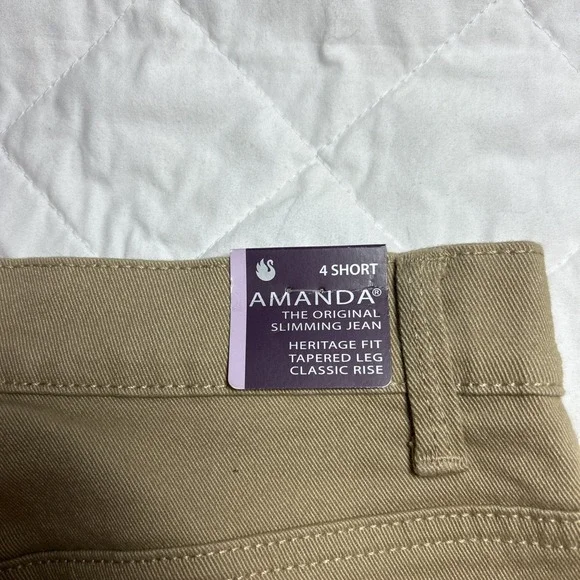 4 SHORT
AMANDA®
THE ORIGINAL
SLIMMING JEAN
HERITAGE FIT
TAPERED LEG
CLASSIC RISE